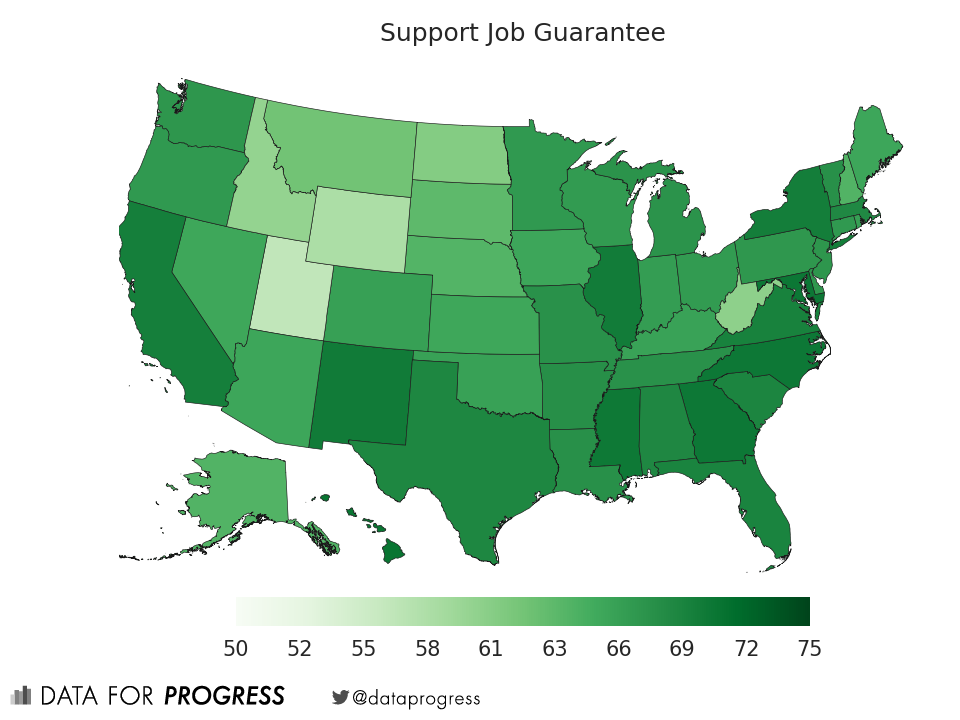 Support Job Guarantee
50 52 55 58 61 63 66 69 72 75
DATA FOR PROGRESS @dataprogress